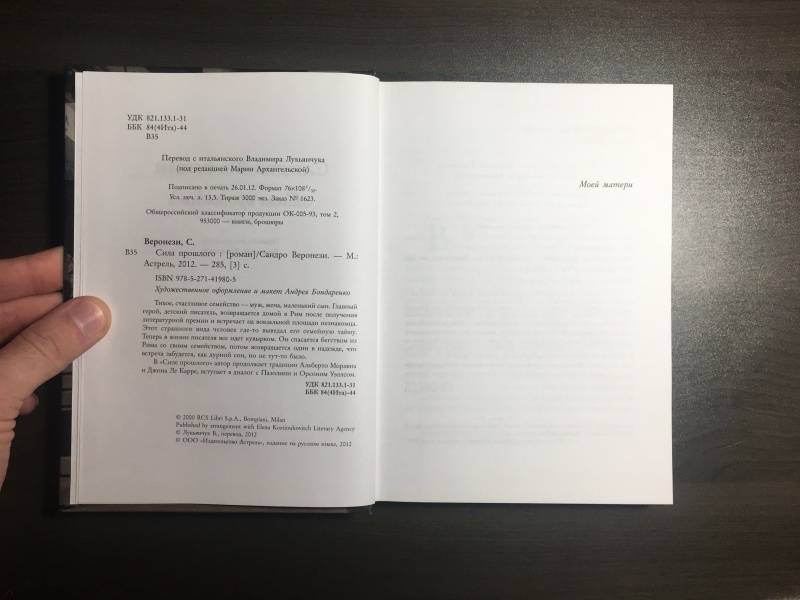 УДК 821.133.1-31
ББК 84(4Ита)-44
В35
Перевод с итальянского Владимира Лукьянчука
(под редакцией Марии Архангельской)
Подписано в печать 26.01.12. Формат 76×108¹/₃₂.
Усл. печ. л. 13,5. Тираж 3000 экз. Заказ № 1623.
Общероссийский классификатор продукции ОК-005-93, том 2,
953000 — книги, брошюры
Веронези, С.
В35 Сила прошлого : [роман]/Сандро Веронези. — М.:
Астрель, 2012. — 285, [3] с.
ISBN 978-5-271-41980-5
Художественное оформление и макет Андрея Бондаренко
Тихое, счастливое семейство — муж, жена, маленький сын. Главный
герой, детский писатель, возвращается домой в Рим после получения
литературной премии и встречает на вокзальной площади незнакомца.
Этот странного вида человек где-то выведал его семейную тайну.
Теперь в жизни писателя все идет кувырком. Он спасается бегством из
Рима со своим семейством, потом возвращается один в надежде, что
встреча забудется, как дурной сон, но не тут-то было.
В «Силе прошлого» автор продолжает традиции Альберто Моравиа
и Джона Ле Карре, вступает в диалог с Пазолини и Орсоном Уэллсом.
УДК 821.133.1-31
ББК 84(4Ита)-44
© 2000 RCS Libri S.p.A., Bompiani, Milan
Published by arrangement with Elena Kostioukovitch Literary Agency
© Лукьянчук В., перевод, 2012
© ООО «Издательство Астрель», издание на русском языке, 2012
Моей матери